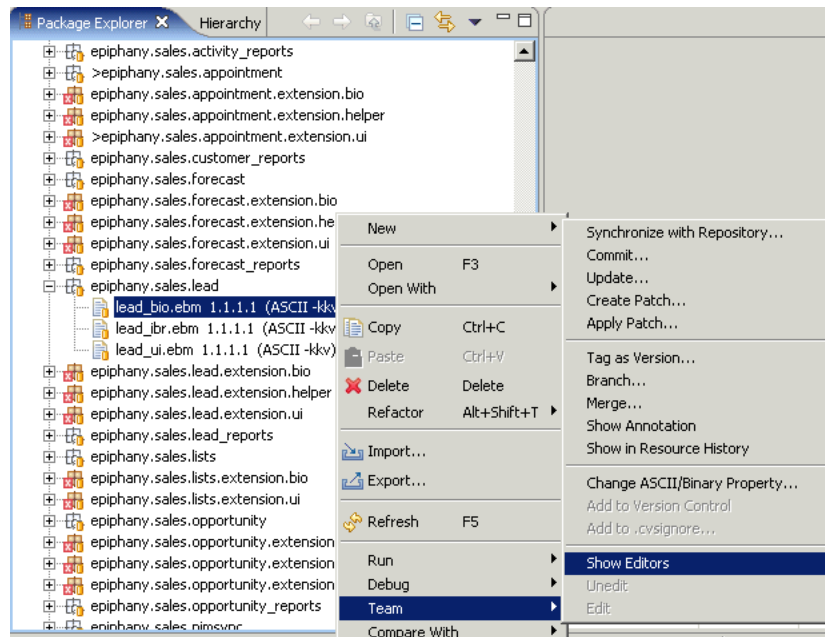 Package Explorer
Hierarchy
epiphany.sales.activity_reports
>epiphany.sales.appointment
epiphany.sales.appointment.extension.bio
epiphany.sales.appointment.extension.helper
>epiphany.sales.appointment.extension.ui
epiphany.sales.customer_reports
epiphany.sales.forecast
epiphany.sales.forecast.extension.bio
epiphany.sales.forecast.extension.he
epiphany.sales.forecast.extension.ui
epiphany.sales.forecast_reports
epiphany.sales.lead
lead_bio.ebm 1.1.1.1 (ASCII -kkv
lead_ibr.ebm 1.1.1.1 (ASCII -kkv
lead_ui.ebm 1.1.1.1 (ASCII -kkv)
epiphany.sales.lead.extension.bio
epiphany.sales.lead.extension.helper
epiphany.sales.lead.extension.ui
epiphany.sales.lead_reports
epiphany.sales.lists
epiphany.sales.lists.extension.bio
epiphany.sales.lists.extension.ui
epiphany.sales.opportunity
epiphany.sales.opportunity.extension
epiphany.sales.opportunity.extension
epiphany.sales.opportunity.extension
epiphany.sales.opportunity_reports
epiphany.sales.pimsync
New
Open F3
Open With
Copy Ctrl+C
Paste Ctrl+V
Delete Delete
Refactor Alt+Shift+T
Import...
Export...
Refresh F5
Run
Debug
Team
Compare With
Synchronize with Repository...
Commit...
Update...
Create Patch...
Apply Patch...
Tag as Version...
Branch...
Merge...
Show Annotation
Show in Resource History
Change ASCII/Binary Property...
Add to Version Control
Add to .cvsignore...
Show Editors
Unedit
Edit